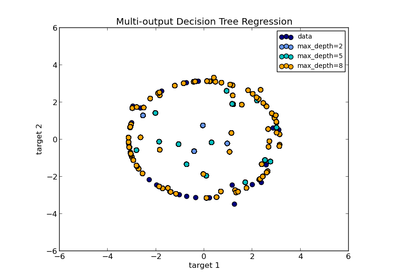 Multi-output Decision Tree Regression
data
max_depth=2
max_depth=5
max_depth=8
6
4
2
0
−2
−4
−6
target 2
−6 −4 −2 0 2 4 6
target 1